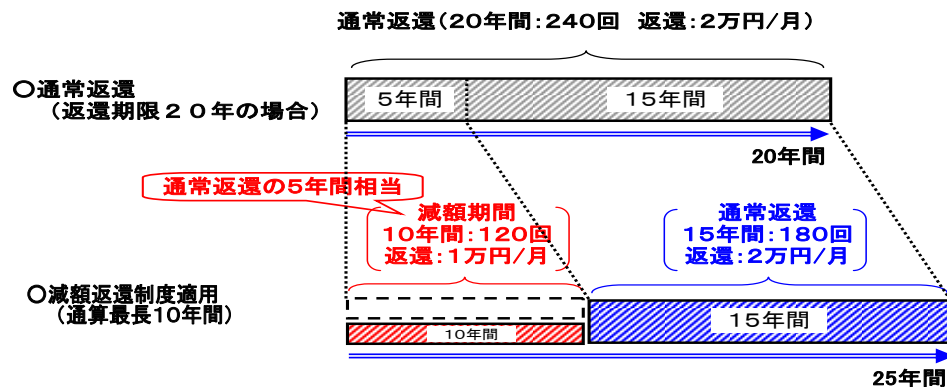 通常返還(20年間:240回 返還:2万円/月)
○通常返還
(返還期限20年の場合)
5年間
15年間
20年間
通常返還の5年間相当
減額期間
10年間:120回
返還:1万円/月
通常返還
15年間:180回
返還:2万円/月
○減額返還制度適用
(通算最長10年間)
10年間
15年間
25年間